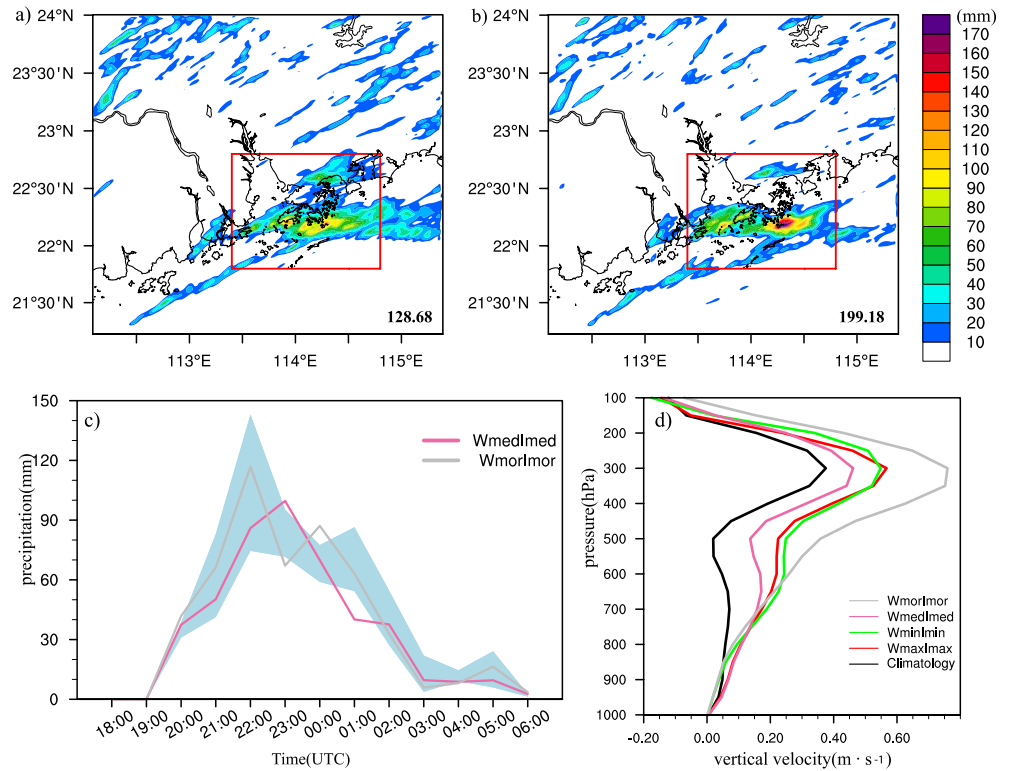 a)
24°N
23°30'N
23°N
22°30'N
22°N
21°30'N
113°E
114°E
115°E
128.68
b)
24°N
23°30'N
23°N
22°30'N
22°N
21°30'N
113°E
114°E
115°E
199.18
(mm)
170
160
150
140
130
120
110
100
90
80
70
60
50
40
30
20
10
c)
150
120
90
60
30
0
precipitation(mm)
WmedImed
WmorImor
18:00
19:00
20:00
21:00
22:00
23:00
00:00
01:00
02:00
03:00
04:00
05:00
06:00
Time(UTC)
d)
100
200
300
400
500
600
700
800
900
1000
pressure(hPa)
WmorImor
WmedImed
WminImin
WmaxImax
Climatology
-0.20
0.00
0.20
0.40
0.60
vertical velocity(m · s-1)